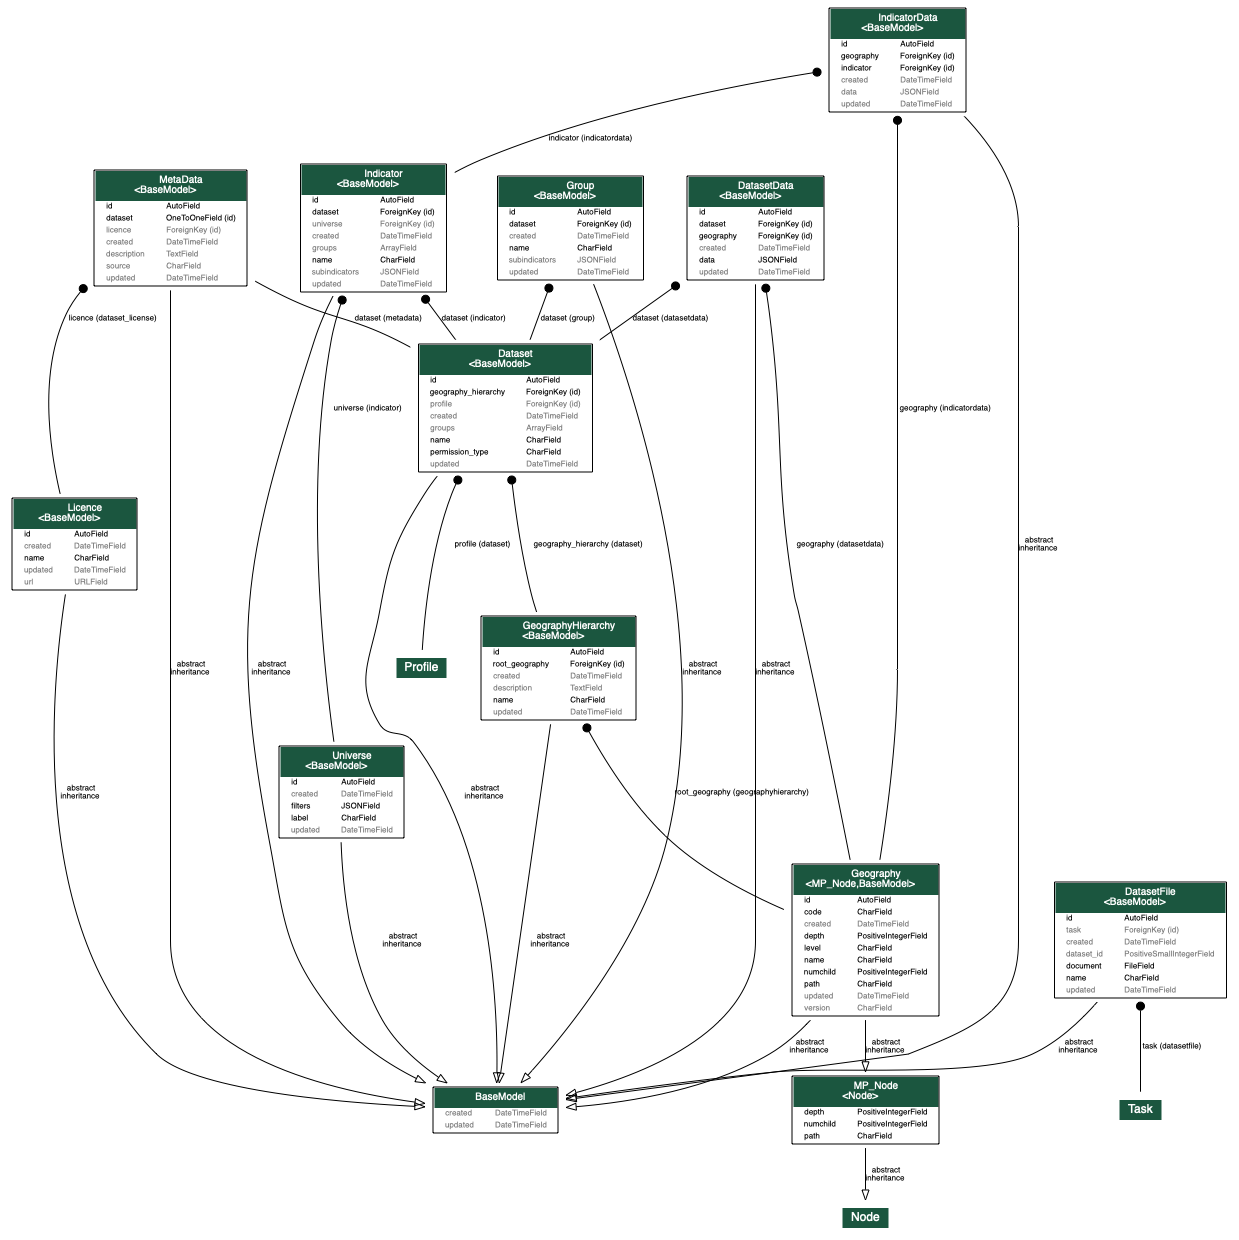 IndicatorData
<BaseModel>
id AutoField
geography ForeignKey (id)
indicator ForeignKey (id)
created DateTimeField
data JSONField
updated DateTimeField
indicator (indicatordata)
MetaData
<BaseModel>
id AutoField
dataset OneToOneField (id)
licence ForeignKey (id)
created DateTimeField
description TextField
source CharField
updated DateTimeField
Indicator
<BaseModel>
id AutoField
dataset ForeignKey (id)
universe ForeignKey (id)
created DateTimeField
groups ArrayField
name CharField
subindicators JSONField
updated DateTimeField
Group
<BaseModel>
id AutoField
dataset ForeignKey (id)
created DateTimeField
name CharField
subindicators JSONField
updated DateTimeField
DatasetData
<BaseModel>
id AutoField
dataset ForeignKey (id)
geography ForeignKey (id)
created DateTimeField
data JSONField
updated DateTimeField
licence (dataset_license)
dataset (metadata)
dataset (indicator)
dataset (group)
dataset (datasetdata)
Dataset
<BaseModel>
id AutoField
geography_hierarchy ForeignKey (id)
profile ForeignKey (id)
created DateTimeField
groups ArrayField
name CharField
permission_type CharField
updated DateTimeField
universe (indicator)
geography (indicatordata)
Licence
<BaseModel>
id AutoField
created DateTimeField
name CharField
updated DateTimeField
url URLField
profile (dataset)
geography_hierarchy (dataset)
geography (datasetdata)
abstract
inheritance
GeographyHierarchy
<BaseModel>
id AutoField
root_geography ForeignKey (id)
created DateTimeField
description TextField
name CharField
updated DateTimeField
Profile
abstract
inheritance
abstract
inheritance
abstract
inheritance
abstract
inheritance
Universe
<BaseModel>
id AutoField
created DateTimeField
filters JSONField
label CharField
updated DateTimeField
abstract
inheritance
abstract
inheritance
root_geography (geographyhierarchy)
Geography
<MP_Node,BaseModel>
id AutoField
code CharField
created DateTimeField
depth PositiveIntegerField
level CharField
name CharField
numchild PositiveIntegerField
path CharField
updated DateTimeField
version CharField
DatasetFile
<BaseModel>
id AutoField
task ForeignKey (id)
created DateTimeField
dataset_id PositiveSmallIntegerField
document FileField
name CharField
updated DateTimeField
abstract
inheritance
abstract
inheritance
abstract
inheritance
abstract
inheritance
abstract
inheritance
task (datasetfile)
BaseModel
created DateTimeField
updated DateTimeField
MP_Node
<Node>
depth PositiveIntegerField
numchild PositiveIntegerField
path CharField
Task
abstract
inheritance
Node